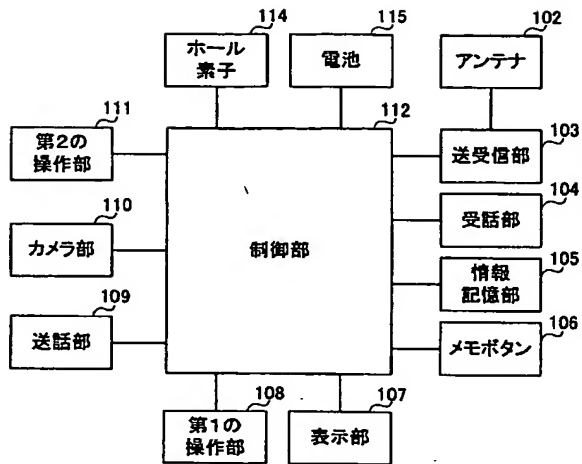 114
115
102
ホール
素子
電池
アンテナ
111
112
103
第2の
操作部
送受信部
104
受話部
110
カメラ部
制御部
105
情報
記憶部
109
送話部
106
メモボタン
108
107
第1の
操作部
表示部